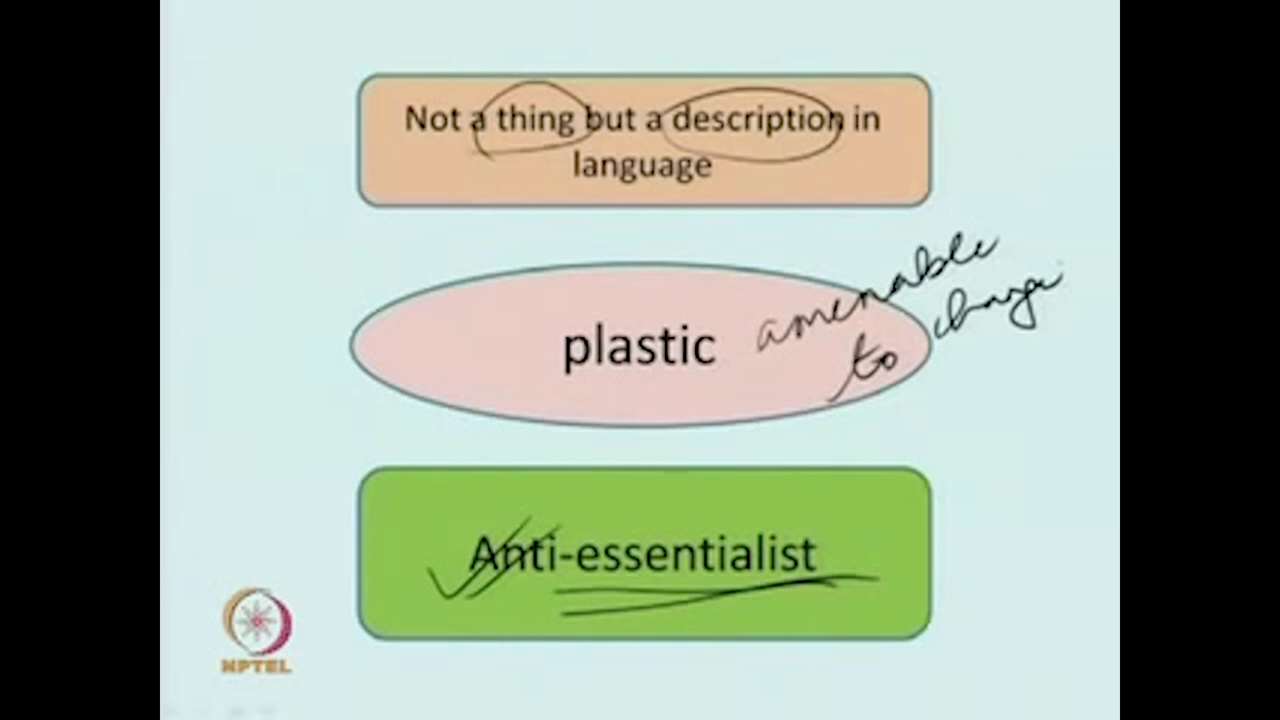 Not a thing but a description in
language
plastic
amenable
to change
Anti-essentialist
NPTEL